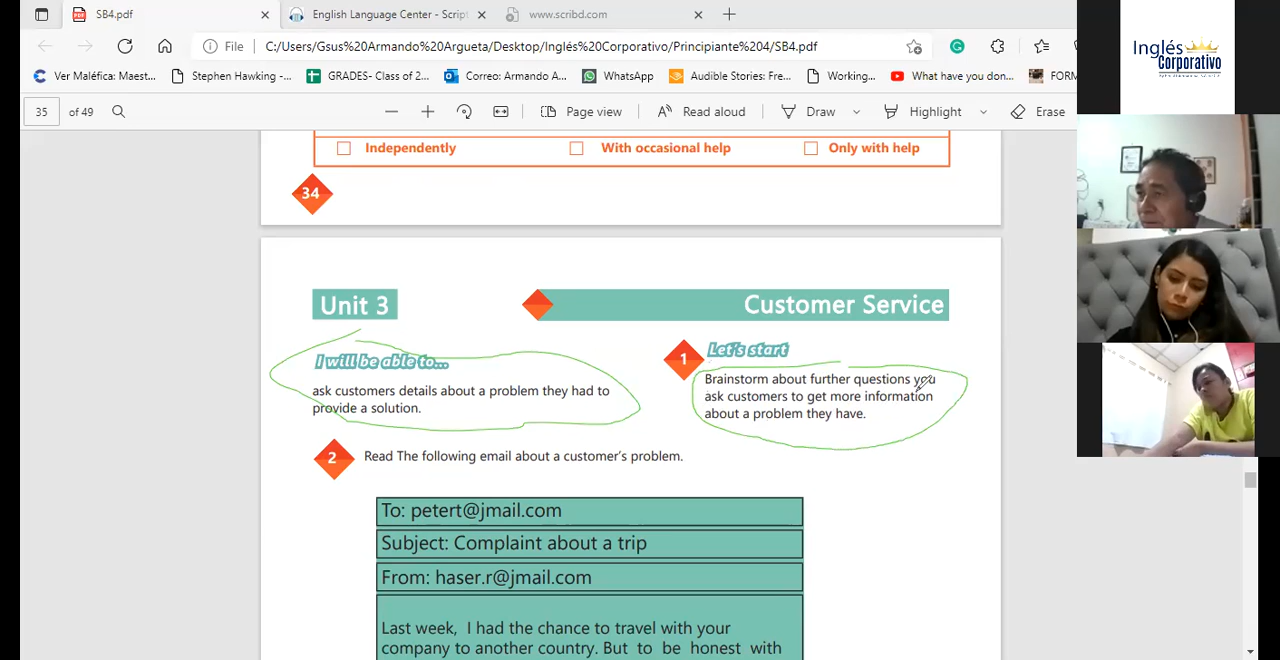 SB4.pdf
English Language Center - Script
www.scribd.com
File
C:/Users/Gsus%20Armando%20Argueta/Desktop/Inglés%20Corporativo/Principiante%204/SB4.pdf
Ver Maléfica: Maest...
Stephen Hawking -...
GRADES- Class of 2...
Correo: Armando A...
WhatsApp
Audible Stories: Fre...
Working...
What have you don...
FORM
35
of 49
Page view
Read aloud
Draw
Highlight
Erase
Inglés
Corporativo
Independently
With occasional help
Only with help
34
Unit 3
Customer Service
I will be able to...
ask customers details about a problem they had to
provide a solution.
1
Let's start
Brainstorm about further questions you
ask customers to get more information
about a problem they have.
2
Read The following email about a customer's problem.
To: petert@jmail.com
Subject: Complaint about a trip
From: haser.r@jmail.com
Last week, I had the chance to travel with your
company to another country. But to be honest with